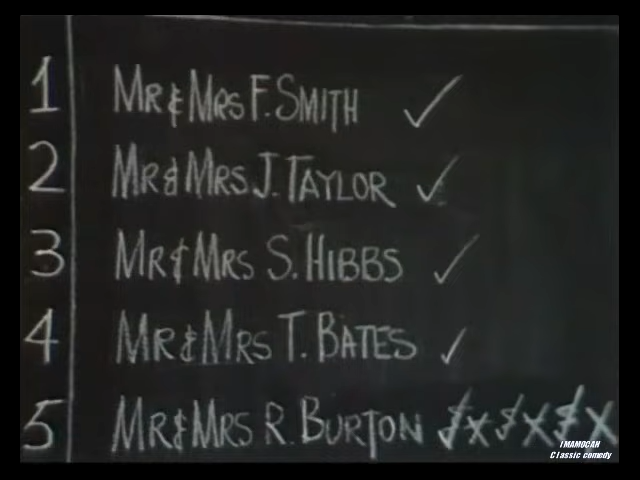 1 MR & MRS F. SMITH ✓
2 MR & MRS J. TAYLOR ✓
3 MR & MRS S. HIBBS ✓
4 MR & MRS T. BATES ✓
5 MR & MRS R. BURTON ✓x✓x✓x
IMAMOCAN
Classic comedy